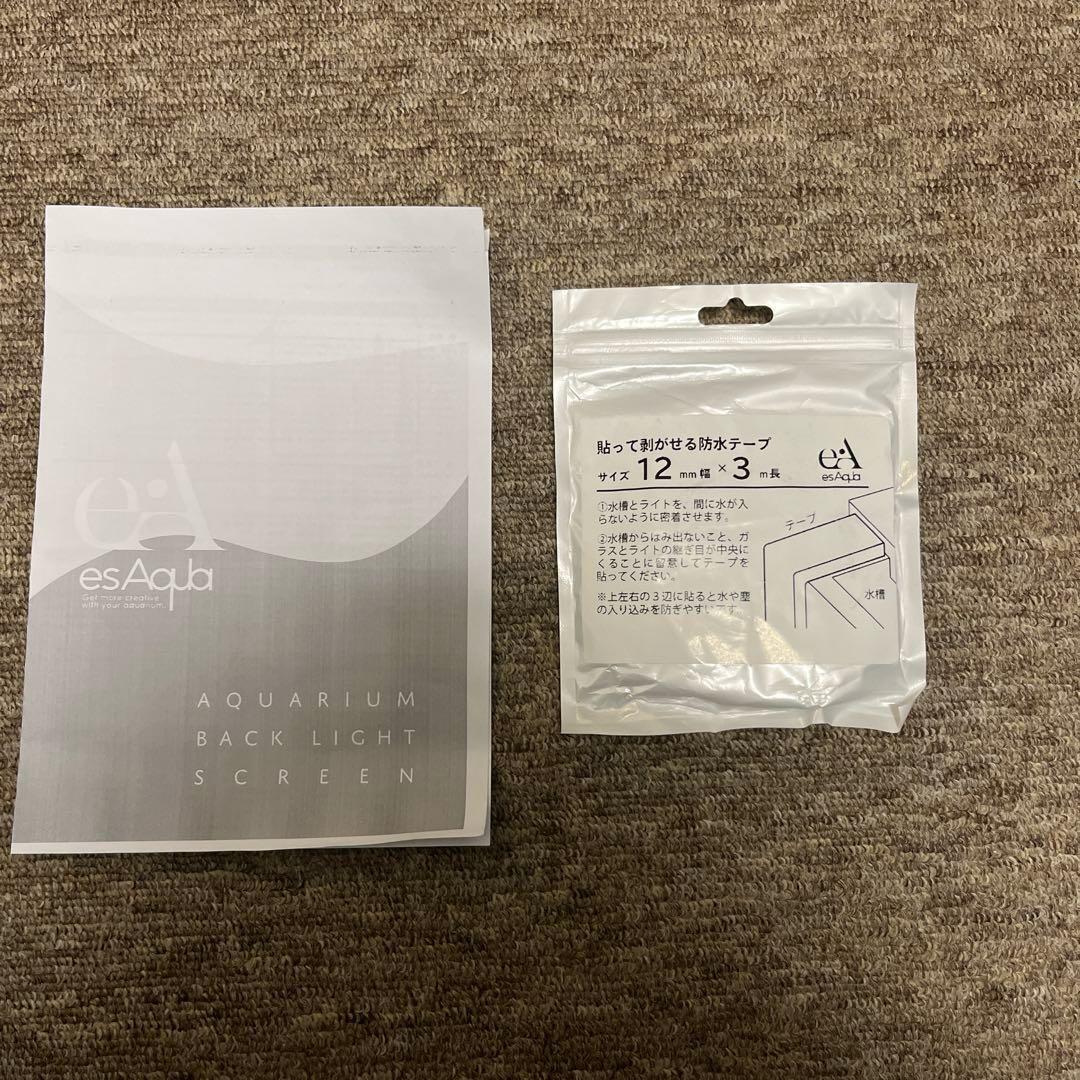 e·A
esAqua
Get more creative
with your aquarium.
AQUARIUM
BACK LIGHT
SCREEN
貼って剥がせる防水テープ
サイズ 12 mm 幅 × 3 m 長
e·A
esAqua
①水槽とライトを、間に水が入
らないように密着させます。
②水槽からはみ出ないこと、ガ
ラスとライトの継ぎ目が中央に
くることに留意してテープを
貼ってください。
※上左右の3辺に貼ると水や塵
の入り込みを防ぎやすいです。
テープ
水槽